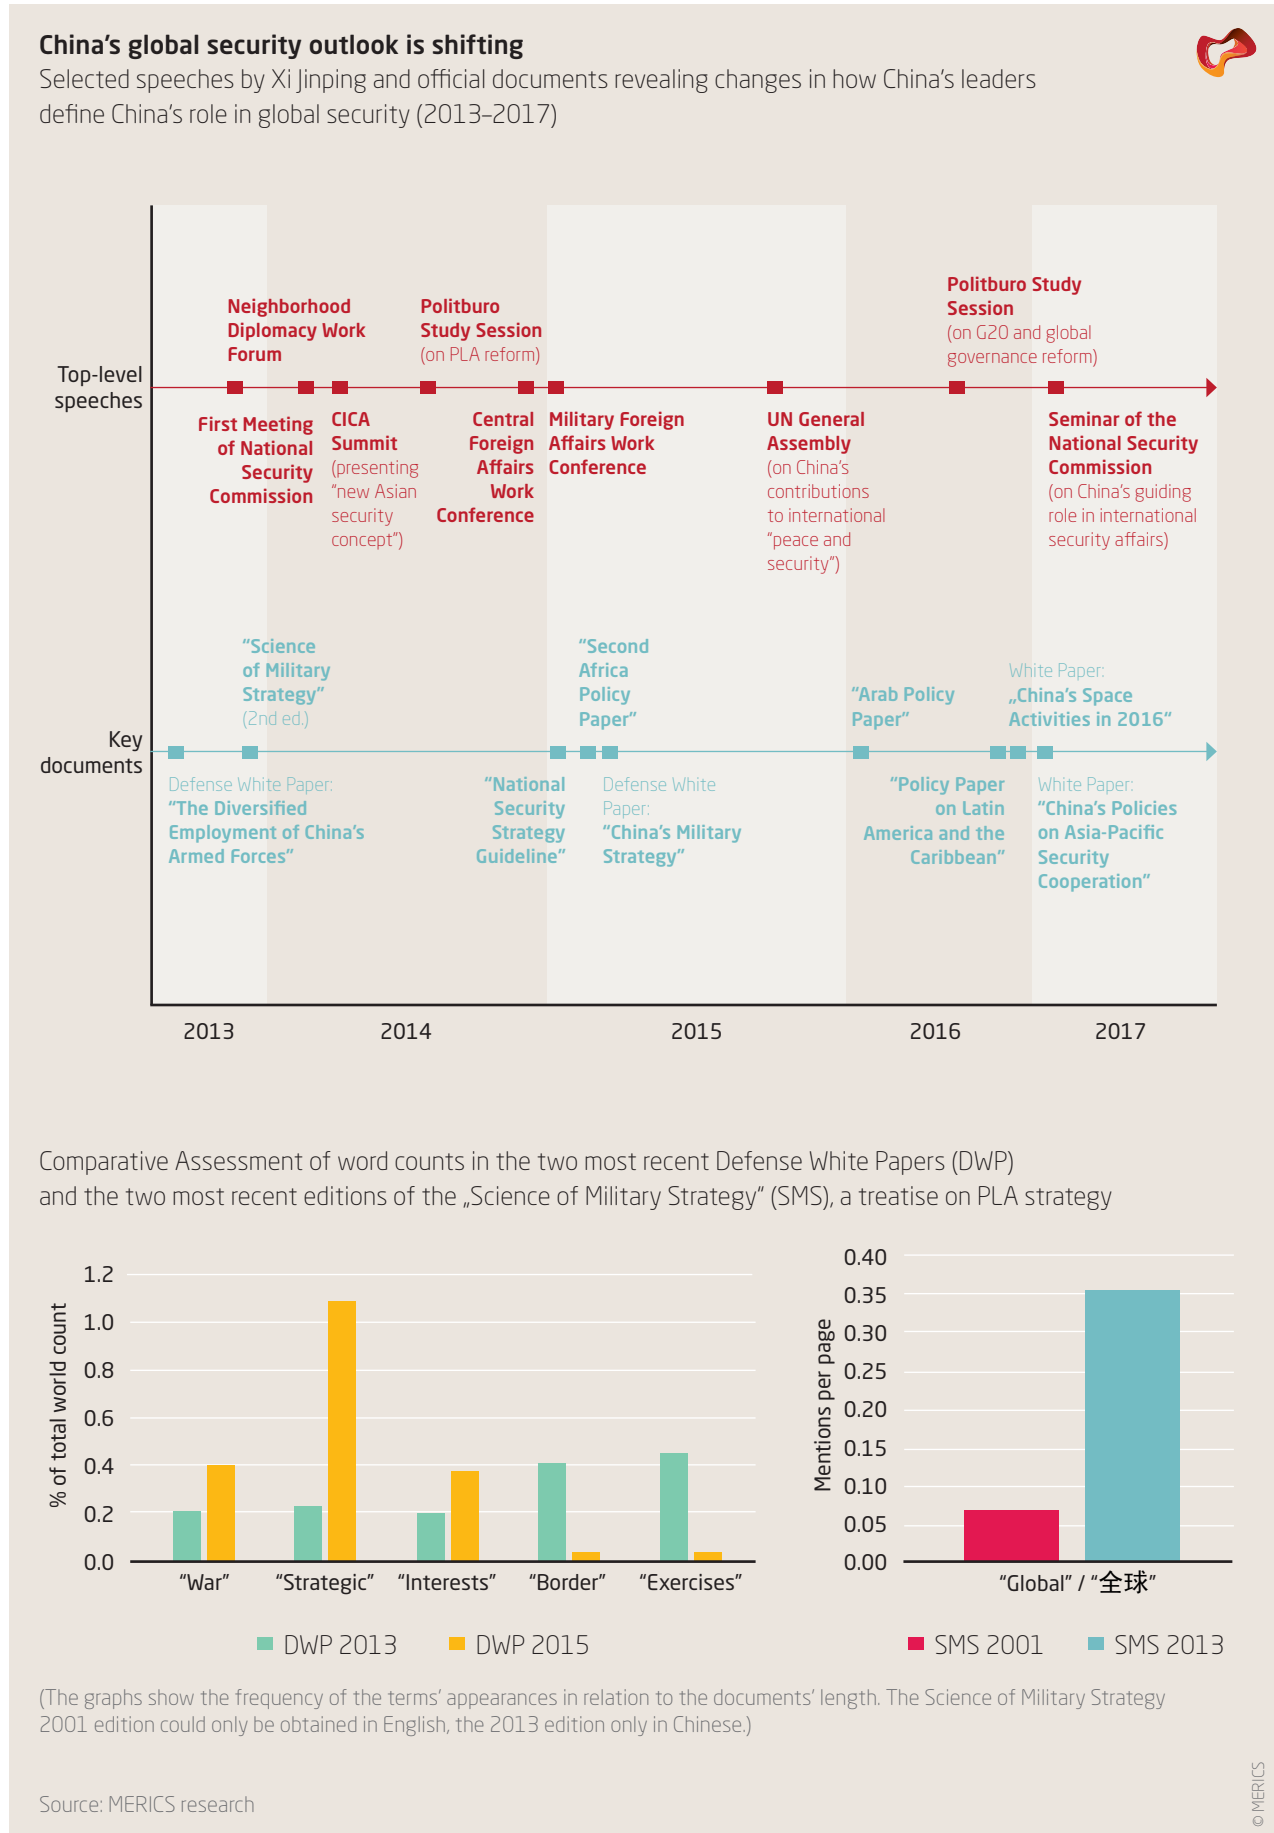 China's global security outlook is shifting
Selected speeches by Xi Jinping and official documents revealing changes in how China's leaders
define China's role in global security (2013–2017)
Top-level
speeches
Neighborhood
Diplomacy Work
Forum
Politburo
Study Session
(on PLA reform)
Politburo Study
Session
(on G20 and global
governance reform)
First Meeting
of National
Security
Commission
CICA
Summit
(presenting
"new Asian
security
concept")
Central
Foreign
Affairs
Work
Conference
Military Foreign
Affairs Work
Conference
UN General
Assembly
(on China's
contributions
to international
"peace and
security")
Seminar of the
National Security
Commission
(on China's guiding
role in international
security affairs)
Key
documents
"Science
of Military
Strategy"
(2nd ed.)
"Second
Africa
Policy
Paper"
"Arab Policy
Paper"
White Paper:
„China's Space
Activities in 2016“
Defense White Paper:
"The Diversified
Employment of China's
Armed Forces"
"National
Security
Strategy
Guideline"
Defense White
Paper:
"China's Military
Strategy"
"Policy Paper
on Latin
America and the
Caribbean"
White Paper:
"China's Policies
on Asia-Pacific
Security
Cooperation"
2013
2014
2015
2016
2017
Comparative Assessment of word counts in the two most recent Defense White Papers (DWP)
and the two most recent editions of the „Science of Military Strategy" (SMS), a treatise on PLA strategy
% of total world count
1.2
1.0
0.8
0.6
0.4
0.2
0.0
"War"
"Strategic"
"Interests"
"Border"
"Exercises"
DWP 2013
DWP 2015
Mentions per page
0.40
0.35
0.30
0.25
0.20
0.15
0.10
0.05
0.00
"Global" / "全球"
SMS 2001
SMS 2013
(The graphs show the frequency of the terms' appearances in relation to the documents' length. The Science of Military Strategy
2001 edition could only be obtained in English, the 2013 edition only in Chinese.)
Source: MERICS research
© MERICS